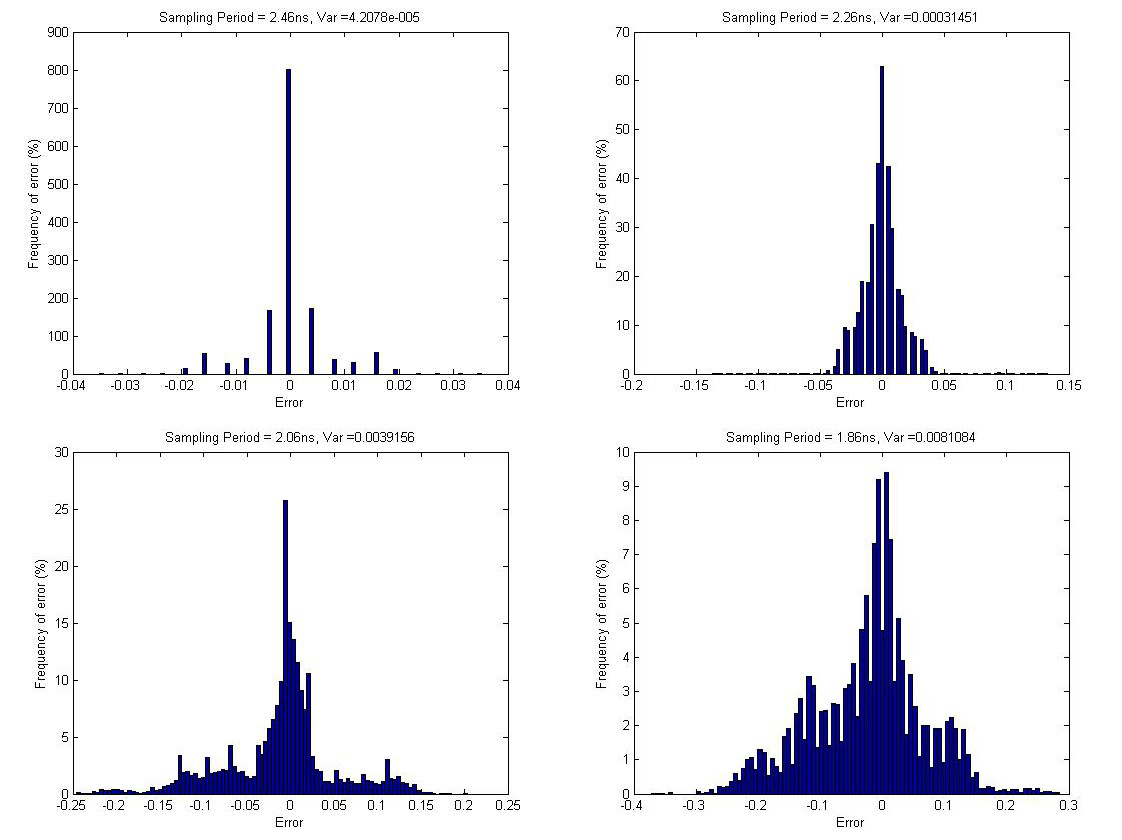 Sampling Period = 2.46ns, Var =4.2078e-005
900
800
700
600
500
400
300
200
100
0
Frequency of error (%)
-0.04 -0.03 -0.02 -0.01 0 0.01 0.02 0.03 0.04
Error
Sampling Period = 2.26ns, Var =0.00031451
70
60
50
40
30
20
10
0
Frequency of error (%)
-0.2 -0.15 -0.1 -0.05 0 0.05 0.1 0.15
Error
Sampling Period = 2.06ns, Var =0.0039156
30
25
20
15
10
5
0
Frequency of error (%)
-0.25 -0.2 -0.15 -0.1 -0.05 0 0.05 0.1 0.15 0.2 0.25
Error
Sampling Period = 1.86ns, Var =0.0081084
10
9
8
7
6
5
4
3
2
1
0
Frequency of error (%)
-0.4 -0.3 -0.2 -0.1 0 0.1 0.2 0.3
Error